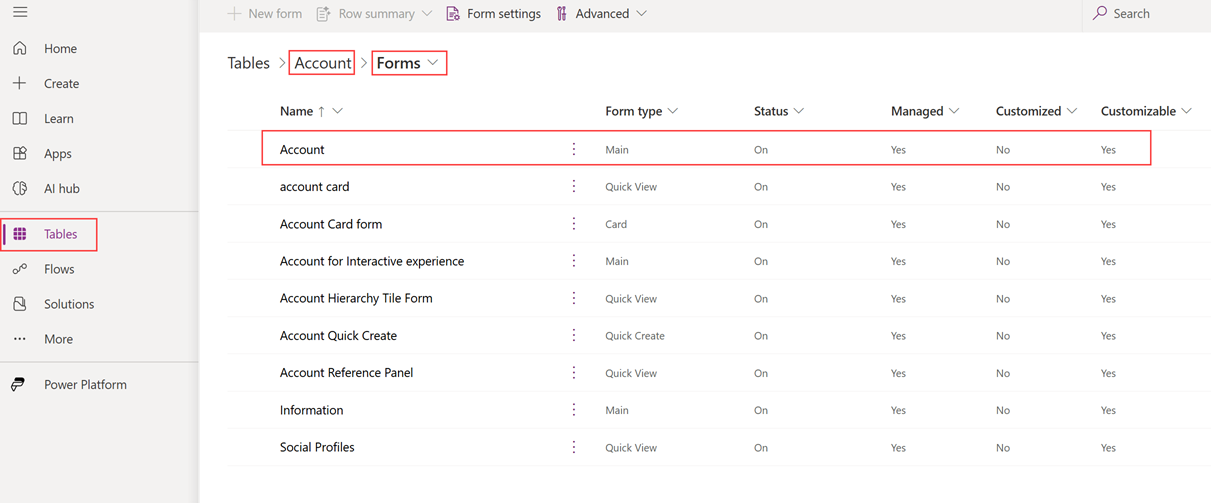 New form Row summary Form settings Advanced Search
Home
Create
Learn
Apps
AI hub
Tables
Flows
Solutions
More
Power Platform
Tables > Account > Forms
Name ↑ Form type Status Managed Customized Customizable
Account Main On Yes No Yes
account card Quick View On Yes No Yes
Account Card form Card On Yes No Yes
Account for Interactive experience Main On Yes No Yes
Account Hierarchy Tile Form Quick View On Yes No Yes
Account Quick Create Quick Create On Yes No Yes
Account Reference Panel Quick View On Yes No Yes
Information Main On Yes No Yes
Social Profiles Quick View On Yes No Yes